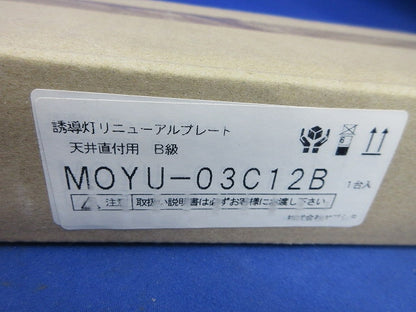 誘導灯リニューアルプレート
天井直付用 B級
MOYU-03C12B 1台入
注意 取扱い説明書は必ずお客様にお渡し下さい。